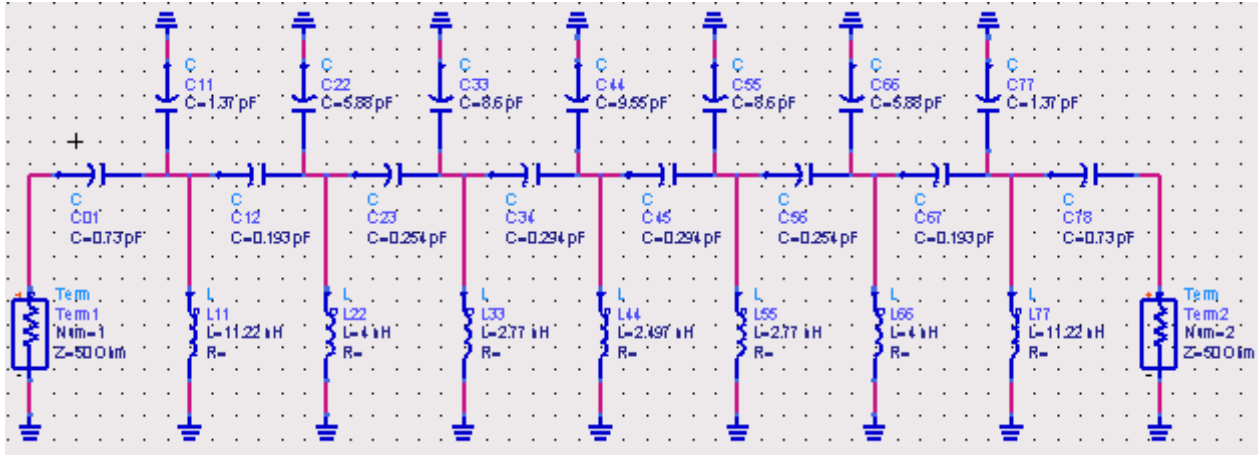 C
C11
C=1.37 pF
C
C22
C=5.88 pF
C
C33
C=8.6 pF
C
C44
C=9.55 pF
C
C55
C=8.6 pF
C
C66
C=5.88 pF
C
C77
C=1.37 pF
C
C01
C=0.73 pF
C
C12
C=0.193 pF
C
C23
C=0.254 pF
C
C34
C=0.294 pF
C
C45
C=0.294 pF
C
C56
C=0.254 pF
C
C67
C=0.193 pF
C
C78
C=0.73 pF
+
Term
Term1
Num=1
Z=50 Ohm
-
L
L11
L=11.22 nH
R=
L
L22
L=4 nH
R=
L
L33
L=2.77 nH
R=
L
L44
L=2.497 nH
R=
L
L55
L=2.77 nH
R=
L
L66
L=4 nH
R=
L
L77
L=11.22 nH
R=
+
Term
Term2
Num=2
Z=50 Ohm
-